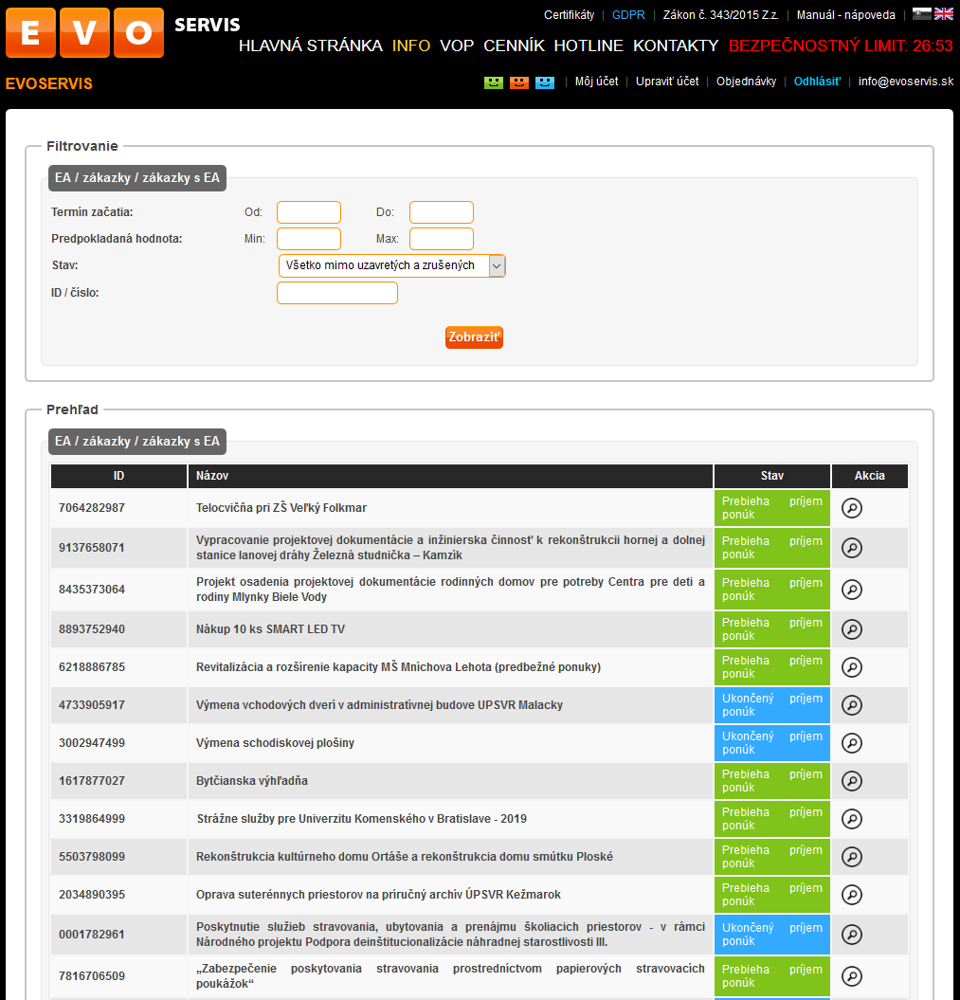 EVO SERVIS
Certifikáty | GDPR | Zákon č. 343/2015 Z.z. | Manuál - nápoveda |
HLAVNÁ STRÁNKA INFO VOP CENNÍK HOTLINE KONTAKTY BEZPEČNOSTNÝ LIMIT: 26:53
EVOSERVIS
| Môj účet | Upraviť účet | Objednávky | Odhlásiť | info@evoservis.sk
Filtrovanie
EA / zákazky / zákazky s EA
Termín začatia: Od: Do:
Predpokladaná hodnota: Min: Max:
Stav: Všetko mimo uzavretých a zrušených
ID / číslo:
Zobraziť
Prehľad
EA / zákazky / zákazky s EA
ID Názov Stav Akcia
7064282987 Telocvičňa pri ZŠ Veľký Folkmar Prebieha príjem
ponúk
9137658071 Vypracovanie projektovej dokumentácie a inžinierska činnosť k rekonštrukcii hornej a dolnej Prebieha príjem
stanice lanovej dráhy Železná studnička – Kamzík ponúk
8435373064 Projekt osadenia projektovej dokumentácie rodinných domov pre potreby Centra pre deti a Prebieha príjem
rodiny Mlynky Biele Vody ponúk
8893752940 Nákup 10 ks SMART LED TV Prebieha príjem
ponúk
6218886785 Revitalizácia a rozšírenie kapacity MŠ Mníchova Lehota (predbežné ponuky) Prebieha príjem
ponúk
4733905917 Výmena vchodových dverí v administratívnej budove UPSVR Malacky Ukončený príjem
ponúk
3002947499 Výmena schodiskovej plošiny Ukončený príjem
ponúk
1617877027 Bytčianska výhľadňa Prebieha príjem
ponúk
3319864999 Strážne služby pre Univerzitu Komenského v Bratislave - 2019 Prebieha príjem
ponúk
5503798099 Rekonštrukcia kultúrneho domu Ortáše a rekonštrukcia domu smútku Ploské Prebieha príjem
ponúk
2034890395 Oprava suterénnych priestorov na príručný archív ÚPSVR Kežmarok Prebieha príjem
ponúk
0001782961 Poskytnutie služieb stravovania, ubytovania a prenájmu školiacich priestorov - v rámci Ukončený príjem
Národného projektu Podpora deinštitucionalizácie náhradnej starostlivosti III. ponúk
7816706509 „Zabezpečenie poskytovania stravovania prostredníctvom papierových stravovacích Prebieha príjem
poukážok“ ponúk